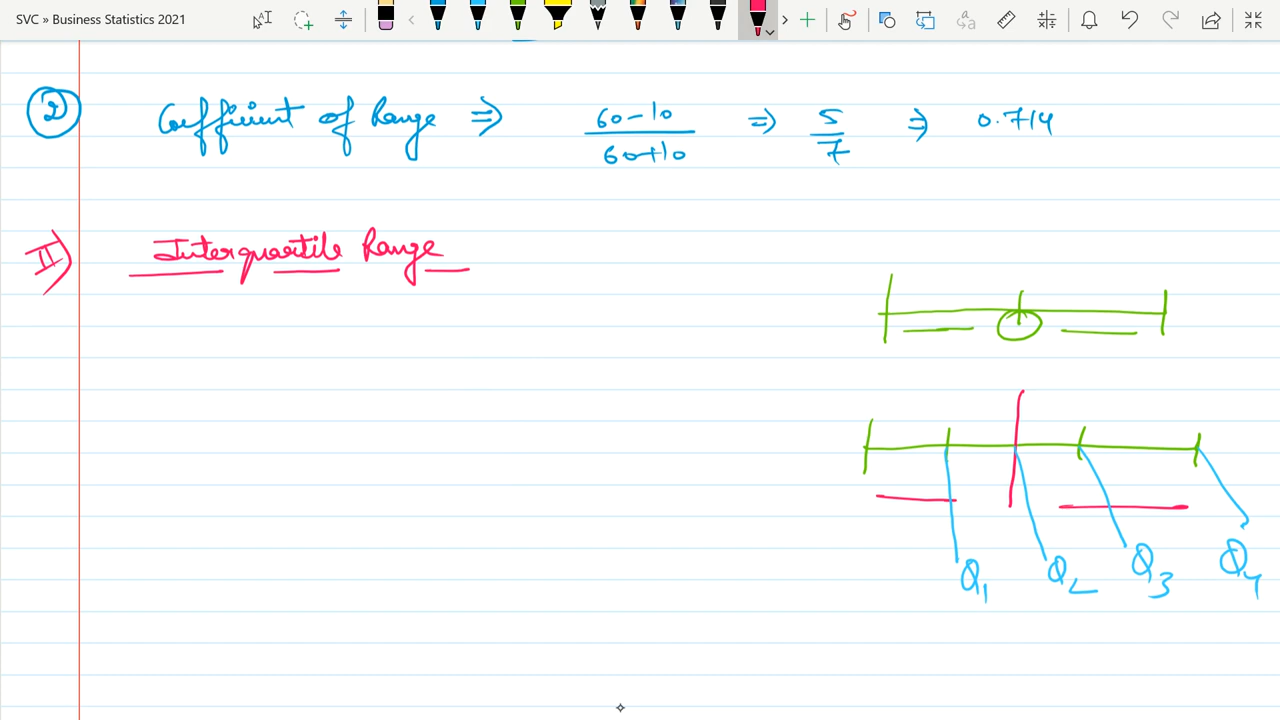 SVC » Business Statistics 2021
② Coefficient of Range ⇒ 60-10 / 60+10 ⇒ 5/7 ⇒ 0.714
II) Interquartile Range
Q1 Q2 Q3 Q4